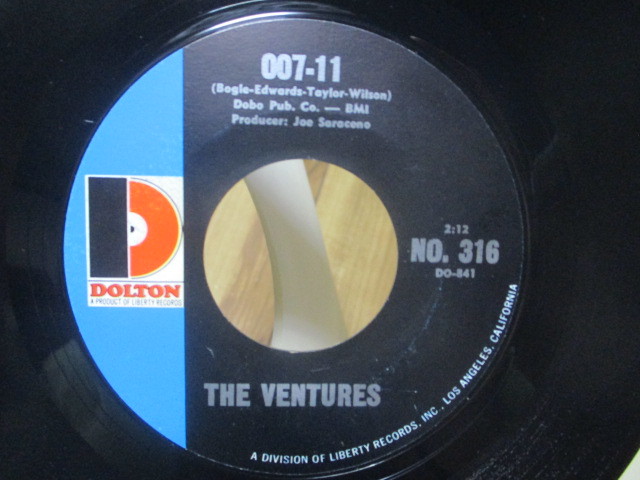 007-11
(Bogle-Edwards-Taylor-Wilson)
Dobo Pub. Co. — BMI
Producer: Joe Saraceno
2:12
NO. 316
DO-841
DOLTON
A PRODUCT OF LIBERTY RECORDS
THE VENTURES
A DIVISION OF LIBERTY RECORDS, INC., LOS ANGELES, CALIFORNIA